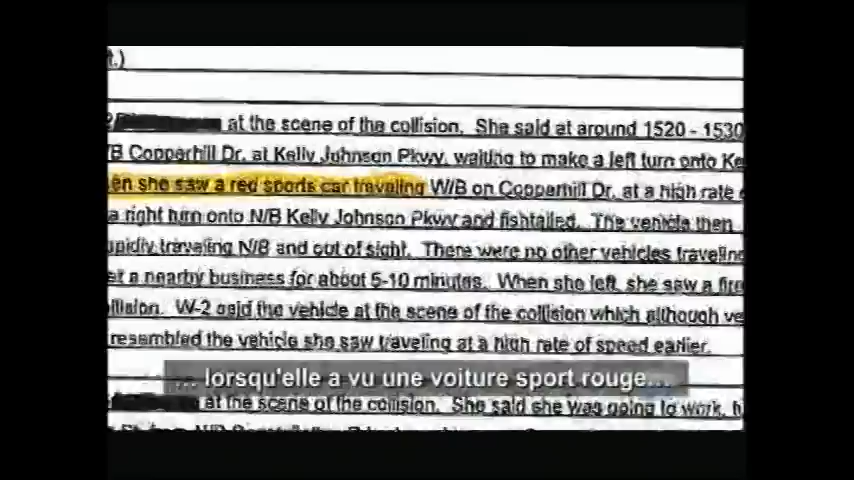 t.)
at the scene of the collision. She said at around 1520 - 1530
/B Copperhill Dr. at Kelly Johnson Pkwy, waiting to make a left turn onto Ke
en she saw a red sports car traveling W/B on Copperhill Dr. at a high rate
a right turn onto N/B Kelly Johnson Pkwy and fishtailed. The vehicle then
pidly traveling N/B and out of sight. There were no other vehicles traveling
at a nearby business for about 5-10 minutes. When she left, she saw a fire
llision. W-2 said the vehicle at the scene of the collision which although ve
resembled the vehicle she saw traveling at a high rate of speed earlier.
... lorsqu'elle a vu une voiture sport rouge...
at the scene of the collision. She said she was going to work, h